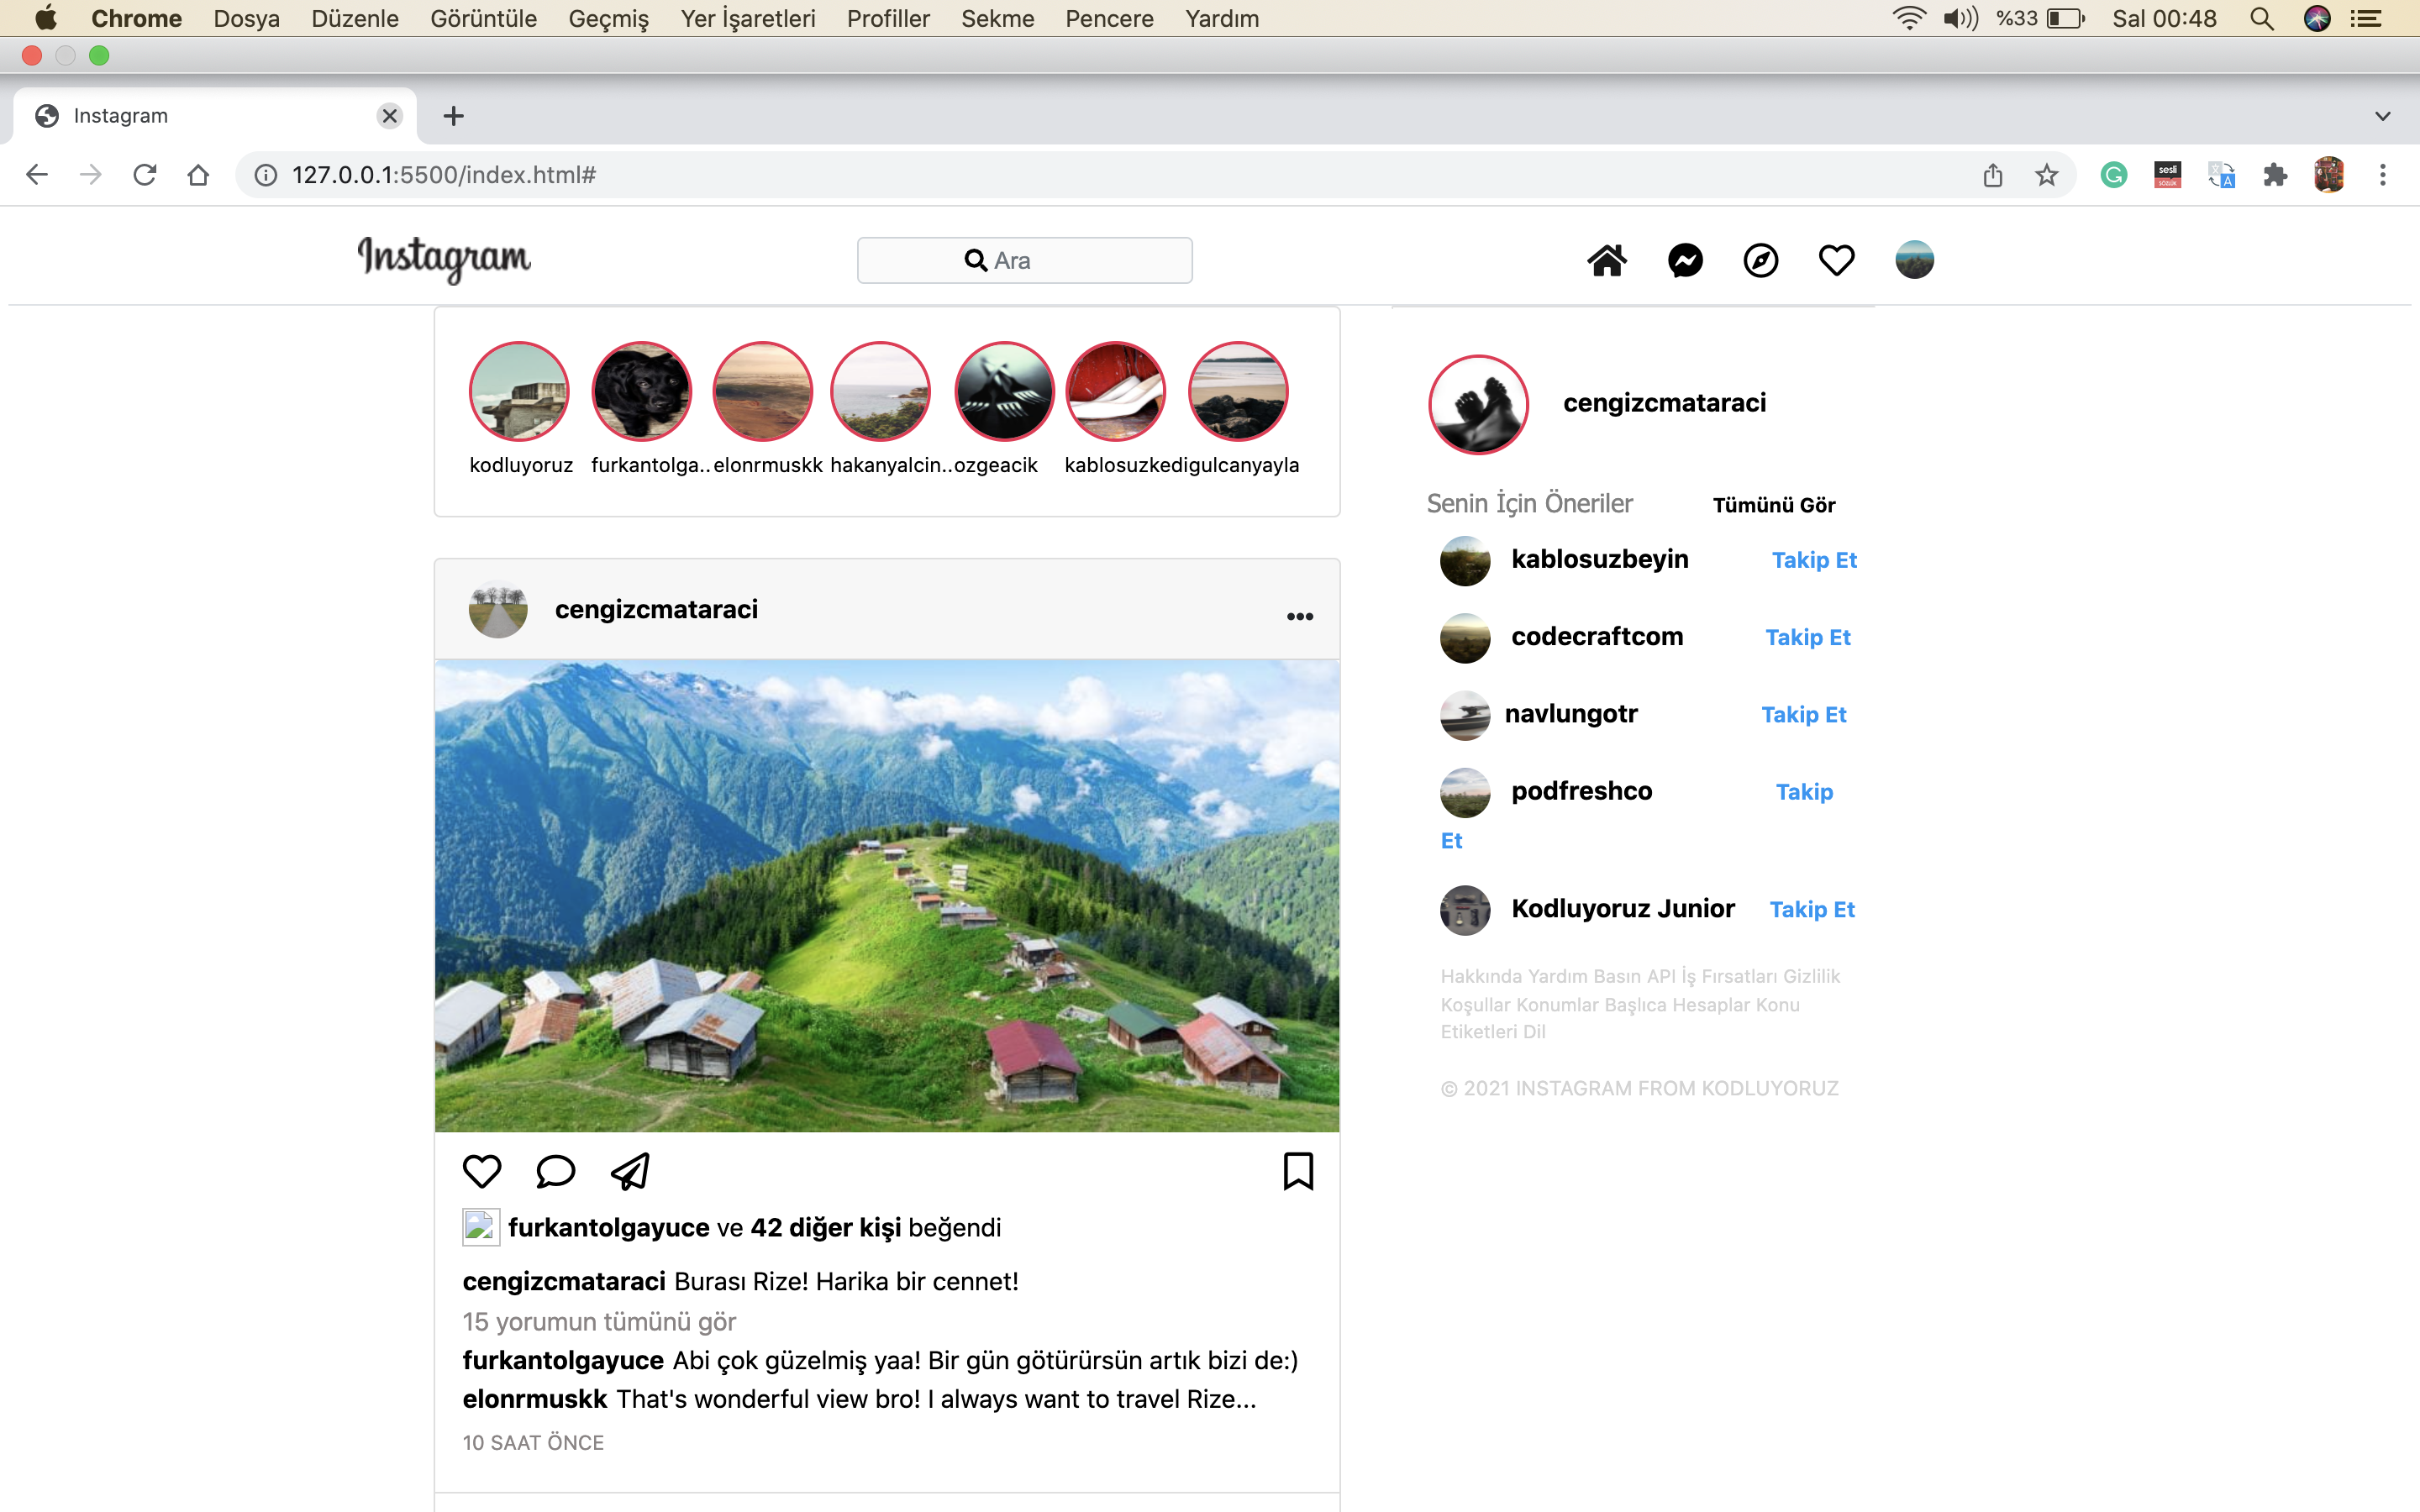 Chrome Dosya Düzenle Görüntüle Geçmiş Yer İşaretleri Profiller Sekme Pencere Yardım %33 Sal 00:48
Instagram
127.0.0.1:5500/index.html#
sesli
SÖZLÜK
A
Instagram
Ara
kodluyoruz furkantolga.. elonrmuskk hakanyalcin.. ozgeacik kablosuzkedi gulcanyayla
cengizcmataraci
Senin İçin Öneriler Tümünü Gör
kablosuzbeyin Takip Et
codecraftcom Takip Et
navlungotr Takip Et
podfreshco Takip
Et
Kodluyoruz Junior Takip Et
Hakkında Yardım Basın API İş Fırsatları Gizlilik
Koşullar Konumlar Başlıca Hesaplar Konu
Etiketleri Dil
© 2021 INSTAGRAM FROM KODLUYORUZ
cengizcmataraci
furkantolgayuce ve 42 diğer kişi beğendi
cengizcmataraci Burası Rize! Harika bir cennet!
15 yorumun tümünü gör
furkantolgayuce Abi çok güzelmiş yaa! Bir gün götürürsün artık bizi de:)
elonrmuskk That's wonderful view bro! I always want to travel Rize...
10 SAAT ÖNCE